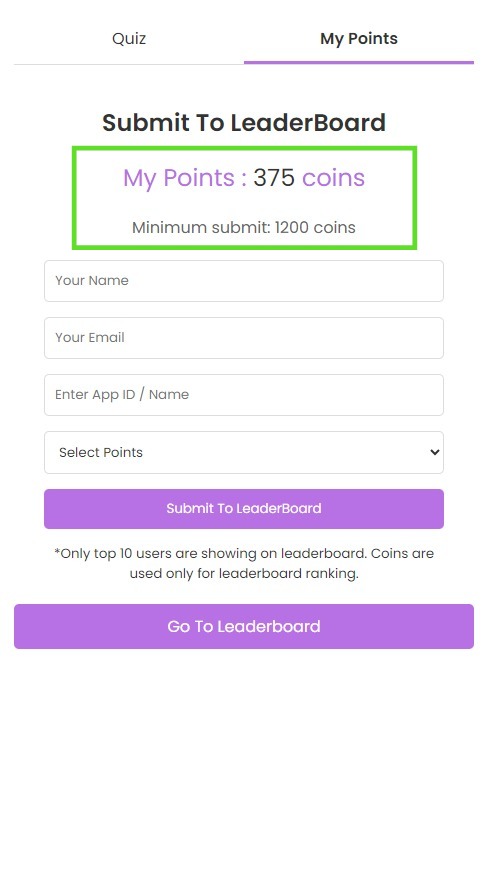 Quiz
My Points
Submit To LeaderBoard
My Points : 375 coins
Minimum submit: 1200 coins
Your Name
Your Email
Enter App ID / Name
Select Points
Submit To LeaderBoard
*Only top 10 users are showing on leaderboard. Coins are
used only for leaderboard ranking.
Go To Leaderboard